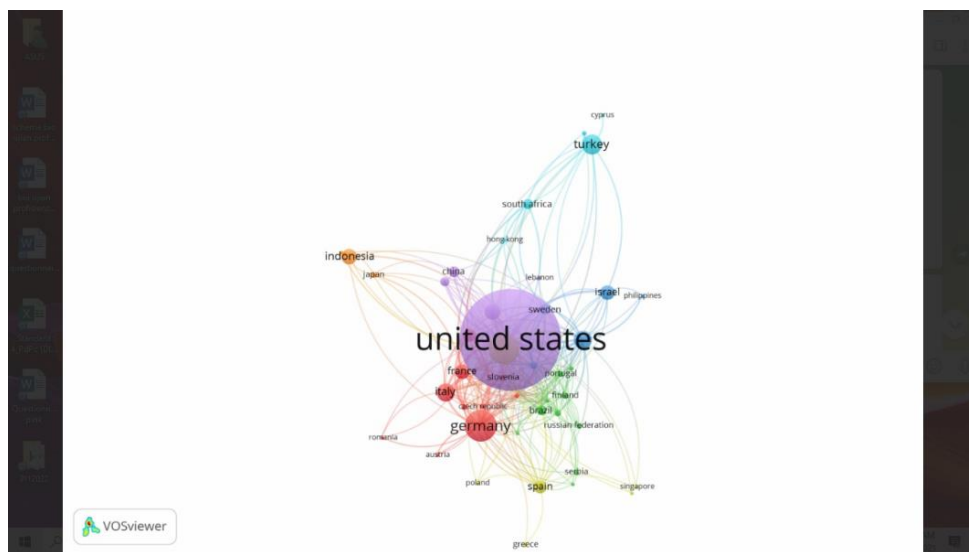 cyprus
turkey
south africa
hong kong
indonesia
japan
china
lebanon
israel
philippines
sweden
united states
france
slovenia
portugal
italy
finland
czech republic
brazil
germany
russian federation
romania
austria
serbia
poland
spain
singapore
VOSviewer
greece